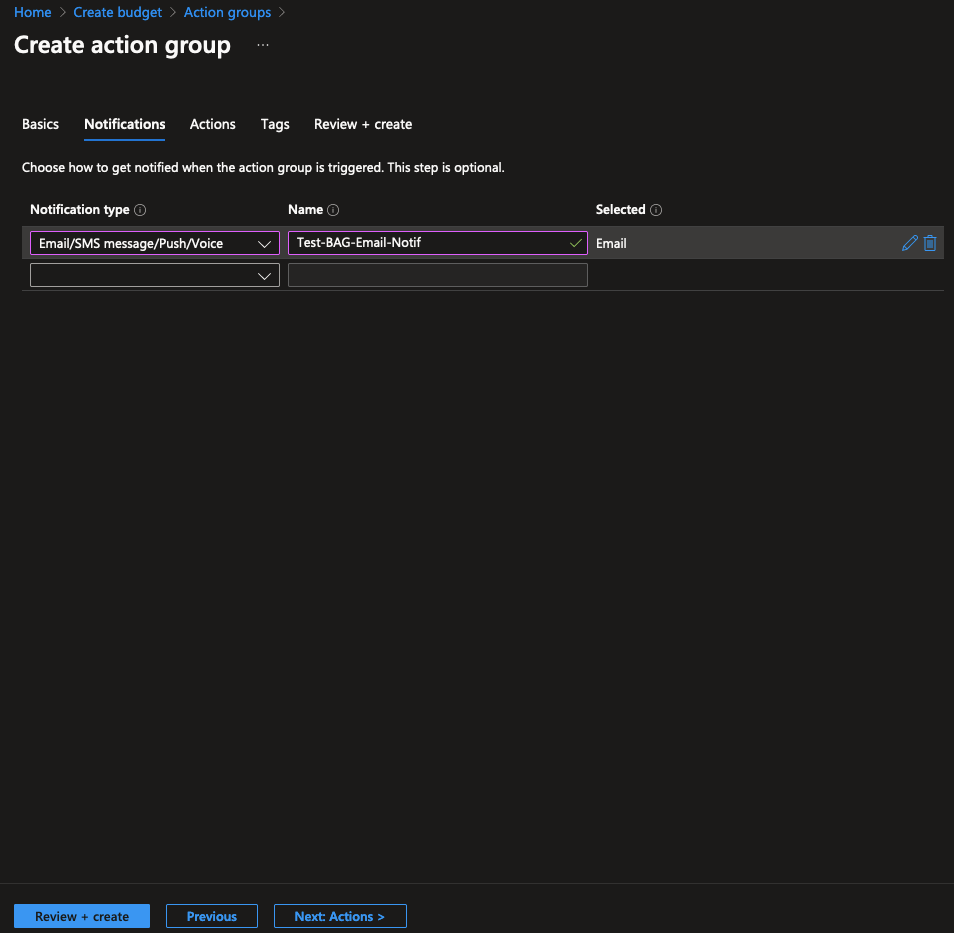 Home > Create budget > Action groups >
Create action group ...
Basics Notifications Actions Tags Review + create
Choose how to get notified when the action group is triggered. This step is optional.
Notification type Name Selected
Email/SMS message/Push/Voice Test-BAG-Email-Notif Email
Review + create Previous Next: Actions >